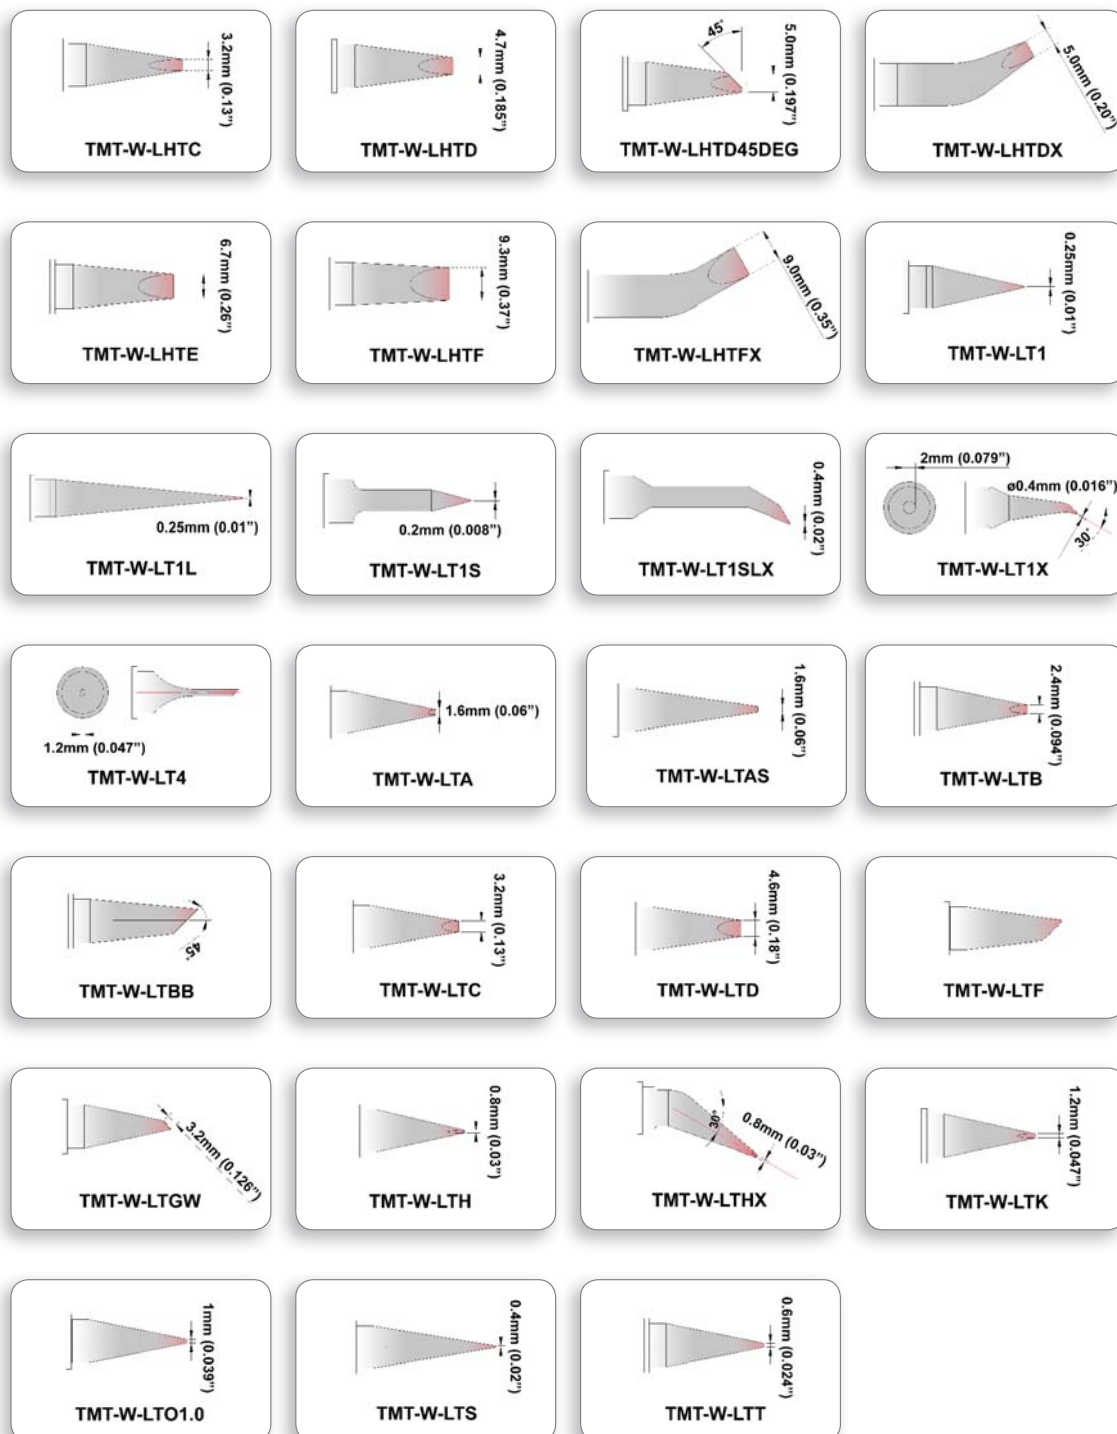 3.2mm (0.13")
TMT-W-LHTC
4.7mm (0.185")
TMT-W-LHTD
45°
5.0mm (0.197")
TMT-W-LHTD45DEG
5.0mm (0.20")
TMT-W-LHTDX
6.7mm (0.26")
TMT-W-LHTE
9.3mm (0.37")
TMT-W-LHTF
9.0mm (0.35")
TMT-W-LHTFX
0.25mm (0.01")
TMT-W-LT1
0.25mm (0.01")
TMT-W-LT1L
0.2mm (0.008")
TMT-W-LT1S
0.4mm (0.02")
TMT-W-LT1SLX
2mm (0.079")
ø0.4mm (0.016")
30°
TMT-W-LT1X
1.2mm (0.047")
TMT-W-LT4
1.6mm (0.06")
TMT-W-LTA
1.6mm (0.06")
TMT-W-LTAS
2.4mm (0.094")
TMT-W-LTB
45°
TMT-W-LTBB
3.2mm (0.13")
TMT-W-LTC
4.6mm (0.18")
TMT-W-LTD
TMT-W-LTF
3.2mm (0.126")
TMT-W-LTGW
0.8mm (0.03")
TMT-W-LTH
30°
0.8mm (0.03")
TMT-W-LTHX
1.2mm (0.047")
TMT-W-LTK
1mm (0.039")
TMT-W-LTO1.0
0.4mm (0.02")
TMT-W-LTS
0.6mm (0.024")
TMT-W-LTT